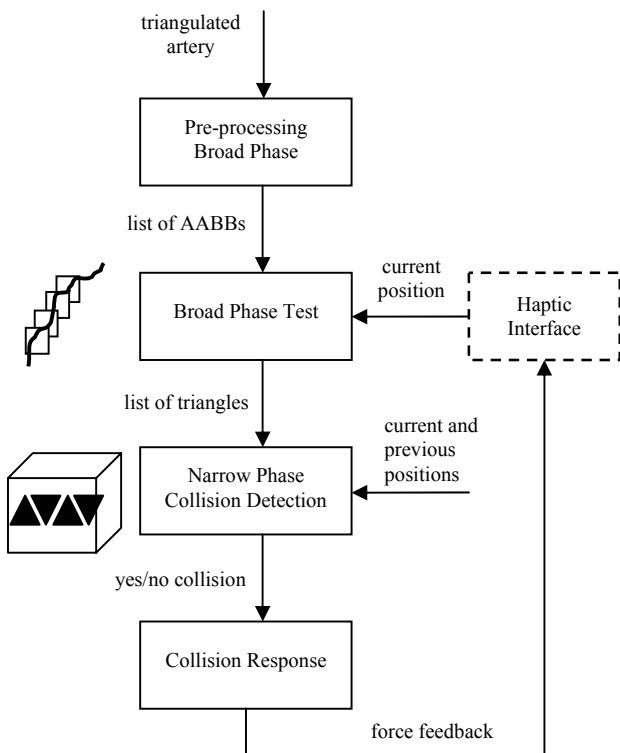 triangulated
artery
Pre-processing
Broad Phase
list of AABBs
Broad Phase Test
current
position
Haptic
Interface
list of triangles
Narrow Phase
Collision Detection
current and
previous
positions
yes/no collision
Collision Response
force feedback